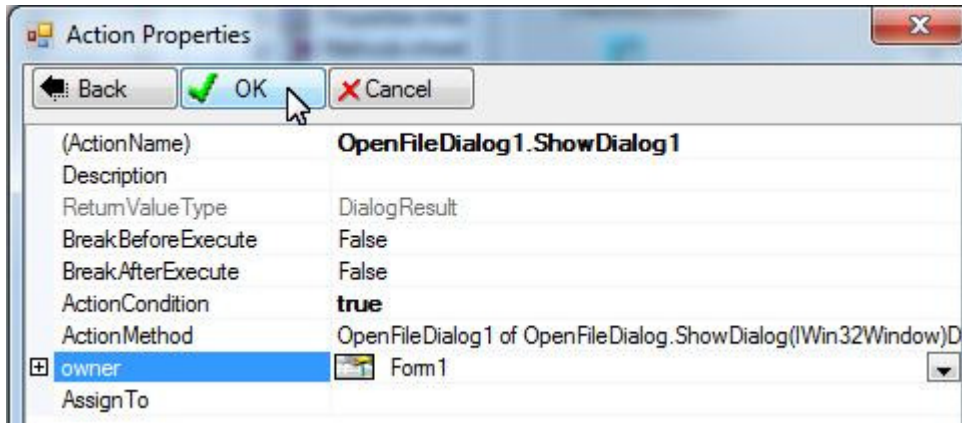 Action Properties
Back OK Cancel
(ActionName) OpenFileDialog1.ShowDialog1
Description
ReturnValueType DialogResult
BreakBeforeExecute False
BreakAfterExecute False
ActionCondition true
ActionMethod OpenFileDialog1 of OpenFileDialog.ShowDialog(IWin32Window)D
owner Form1
AssignTo